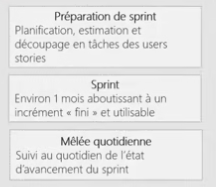 Préparation de sprint
Planification, estimation et
découpage en tâches des users
stories
Sprint
Environ 1 mois aboutissant à un
incrément « fini » et utilisable
Mêlée quotidienne
Suivi au quotidien de l'état
d'avancement du sprint